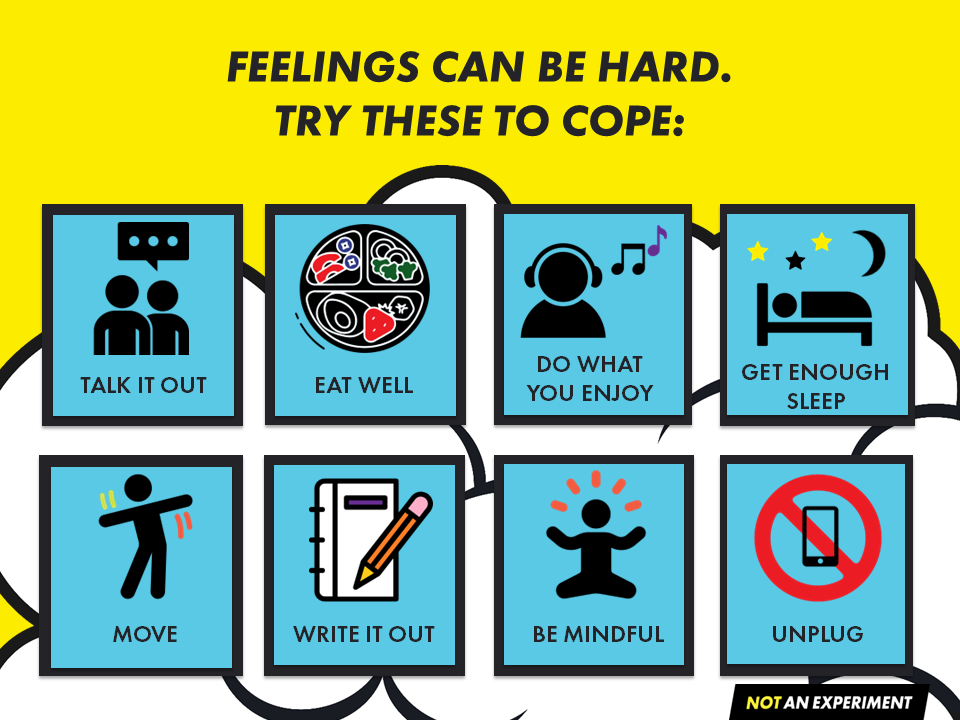 FEELINGS CAN BE HARD.
TRY THESE TO COPE:
TALK IT OUT
EAT WELL
DO WHAT
YOU ENJOY
GET ENOUGH
SLEEP
MOVE
WRITE IT OUT
BE MINDFUL
UNPLUG
NOT AN EXPERIMENT